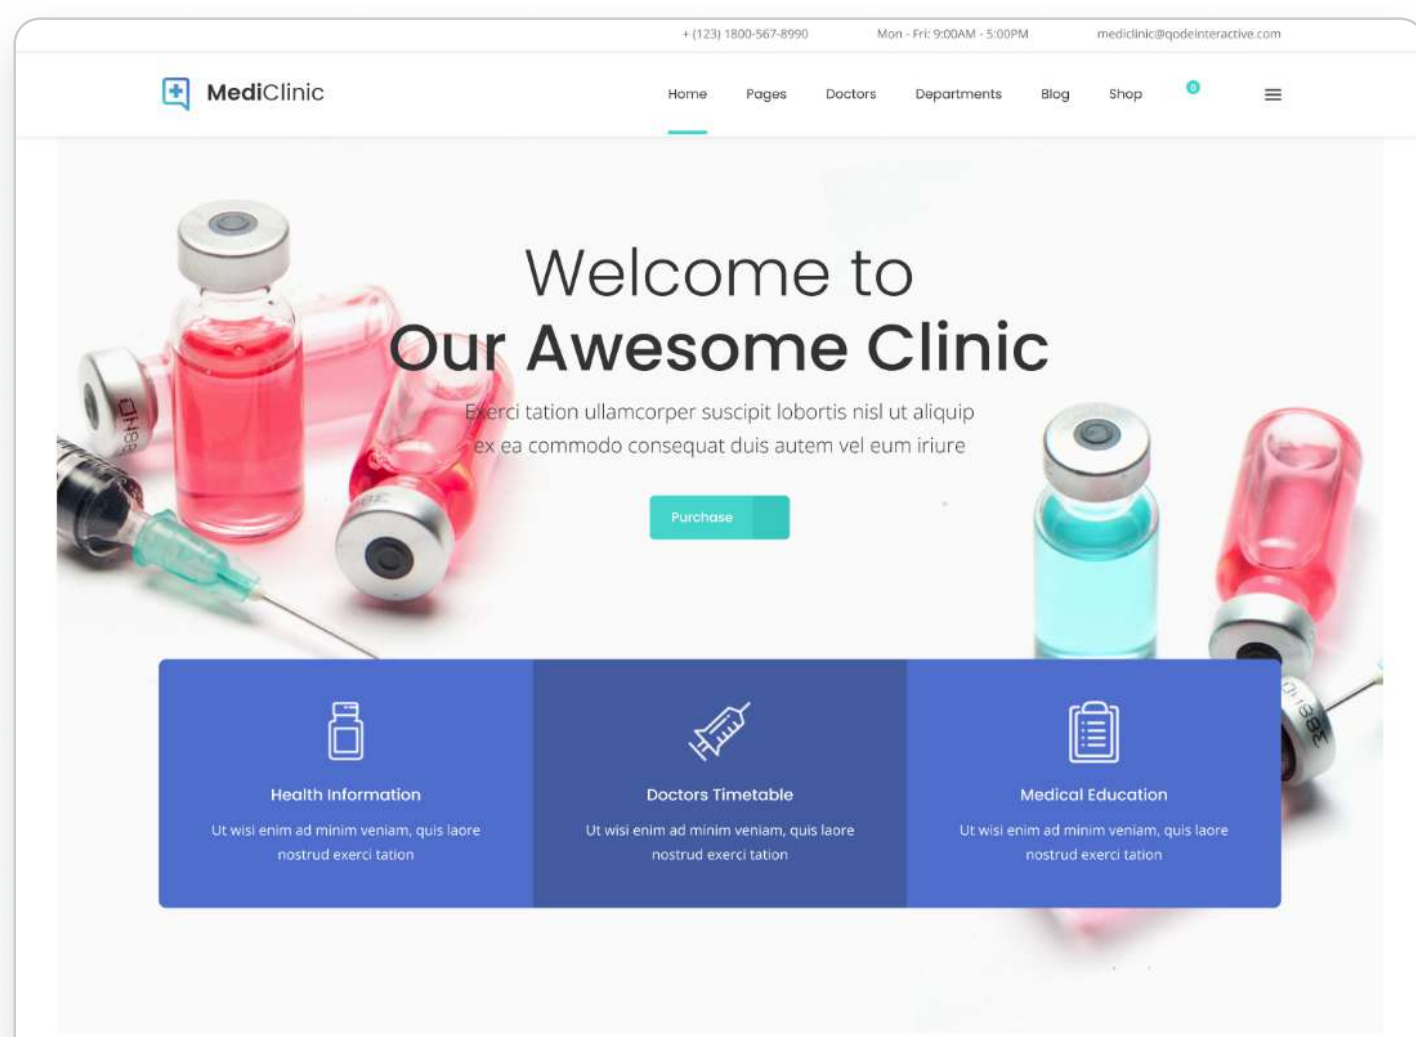 + (123) 1800-567-8990 Mon - Fri: 9:00AM - 5:00PM mediclinic@qodeinteractive.com
MediClinic Home Pages Doctors Departments Blog Shop 0
Welcome to
Our Awesome Clinic
Exerci tation ullamcorper suscipit lobortis nisl ut aliquip
ex ea commodo consequat duis autem vel eum iriure
Purchase
Health Information
Ut wisi enim ad minim veniam, quis laore
nostrud exerci tation
Doctors Timetable
Ut wisi enim ad minim veniam, quis laore
nostrud exerci tation
Medical Education
Ut wisi enim ad minim veniam, quis laore
nostrud exerci tation